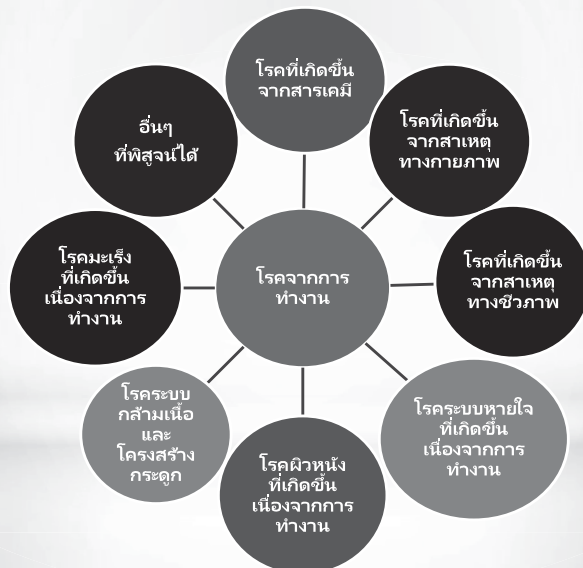 โรคที่เกิดขึ้น
จากสารเคมี
โรคที่เกิดขึ้น
จากสาเหตุ
ทางกายภาพ
โรคที่เกิดขึ้น
จากสาเหตุ
ทางชีวภาพ
โรคระบบหายใจ
ที่เกิดขึ้น
เนื่องจากการ
ทำงาน
โรคผิวหนัง
ที่เกิดขึ้น
เนื่องจากการ
ทำงาน
โรคระบบ
กล้ามเนื้อ
และ
โครงสร้าง
กระดูก
โรคมะเร็ง
ที่เกิดขึ้น
เนื่องจากการ
ทำงาน
อื่นๆ
ที่พิสูจน์ได้
โรคจากการ
ทำงาน